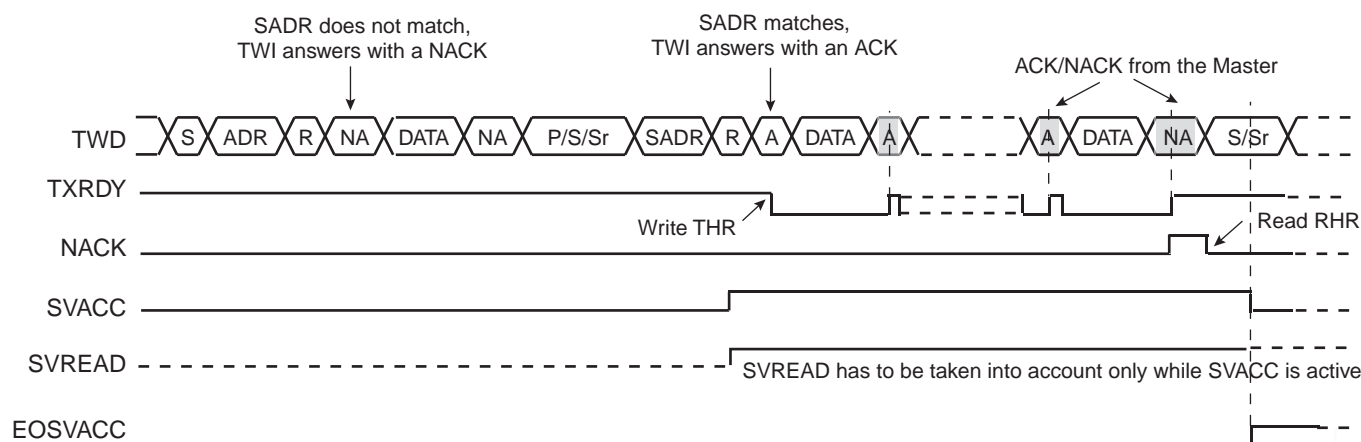 SADR does not match,
TWI answers with a NACK
SADR matches,
TWI answers with an ACK
ACK/NACK from the Master
TWD S ADR R NA DATA NA P/S/Sr SADR R A DATA A A DATA NA S/Sr
TXRDY
Write THR
Read RHR
NACK
SVACC
SVREAD
SVREAD has to be taken into account only while SVACC is active
EOSVACC